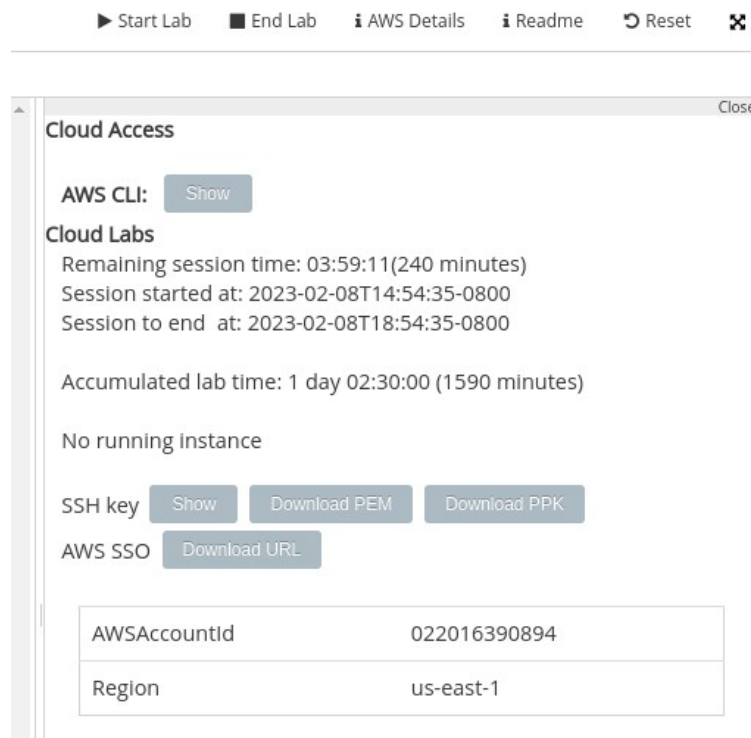 Start Lab End Lab AWS Details Readme Reset
Close
Cloud Access
AWS CLI: Show
Cloud Labs
Remaining session time: 03:59:11(240 minutes)
Session started at: 2023-02-08T14:54:35-0800
Session to end at: 2023-02-08T18:54:35-0800
Accumulated lab time: 1 day 02:30:00 (1590 minutes)
No running instance
SSH key Show Download PEM Download PPK
AWS SSO Download URL
AWSAccountId 022016390894
Region us-east-1